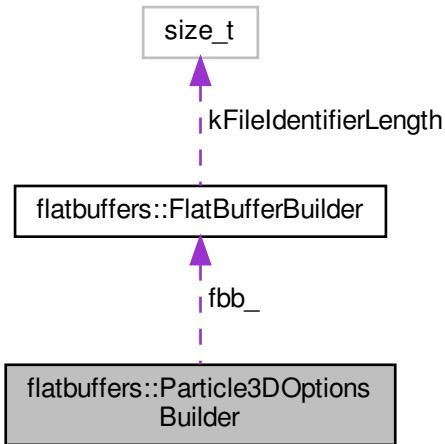 size_t
kFileIdentifierLength
flatbuffers::FlatBufferBuilder
fbb_
flatbuffers::Particle3DOptions
Builder